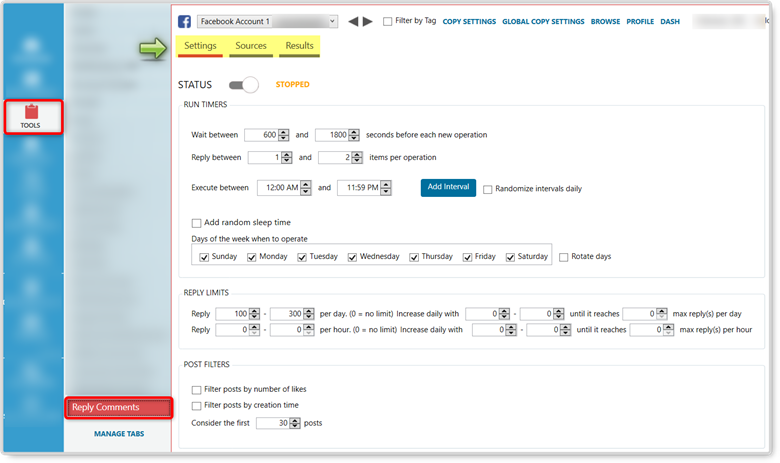 Facebook Account 1
Filter by Tag COPY SETTINGS GLOBAL COPY SETTINGS BROWSE PROFILE DASH
Settings Sources Results
TOOLS
STATUS STOPPED
RUN TIMERS
Wait between 600 and 1800 seconds before each new operation
Reply between 1 and 2 items per operation
Execute between 12:00 AM and 11:59 PM Add Interval Randomize intervals daily
Add random sleep time
Days of the week when to operate
Sunday Monday Tuesday Wednesday Thursday Friday Saturday Rotate days
REPLY LIMITS
Reply 100 - 300 per day. (0 = no limit) Increase daily with 0 - 0 until it reaches 0 max reply(s) per day
Reply 0 - 0 per hour. (0 = no limit) Increase daily with 0 - 0 until it reaches 0 max reply(s) per hour
POST FILTERS
Filter posts by number of likes
Filter posts by creation time
Consider the first 30 posts
Reply Comments
MANAGE TABS